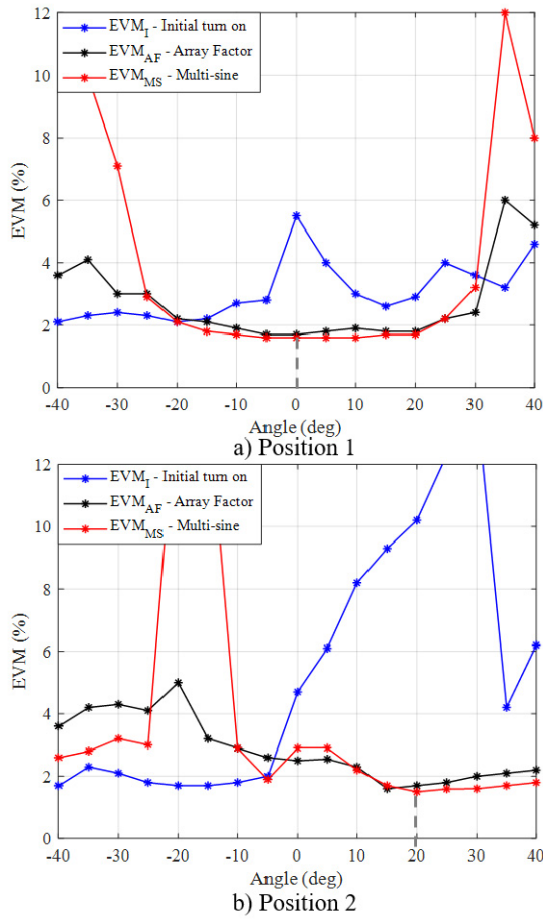 12
10
8
6
4
2
0
EVM (%)
EVM_I - Initial turn on
EVM_AF - Array Factor
EVM_MS - Multi-sine
-40 -30 -20 -10 0 10 20 30 40
Angle (deg)
a) Position 1
12
10
8
6
4
2
0
EVM (%)
EVM_I - Initial turn on
EVM_AF - Array Factor
EVM_MS - Multi-sine
-40 -30 -20 -10 0 10 20 30 40
Angle (deg)
b) Position 2